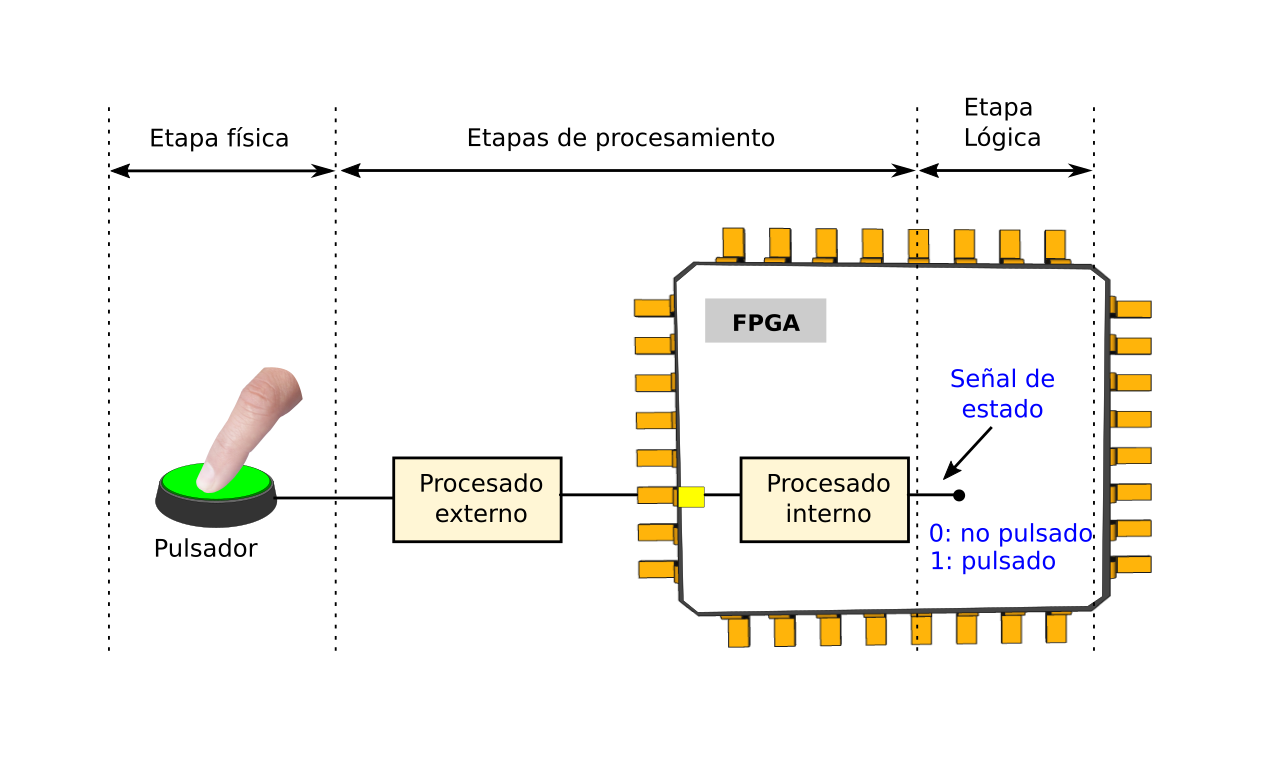 Etapa física
Etapas de procesamiento
Etapa
Lógica
FPGA
Señal de
estado
Procesado
externo
Procesado
interno
0: no pulsado
1: pulsado
Pulsador